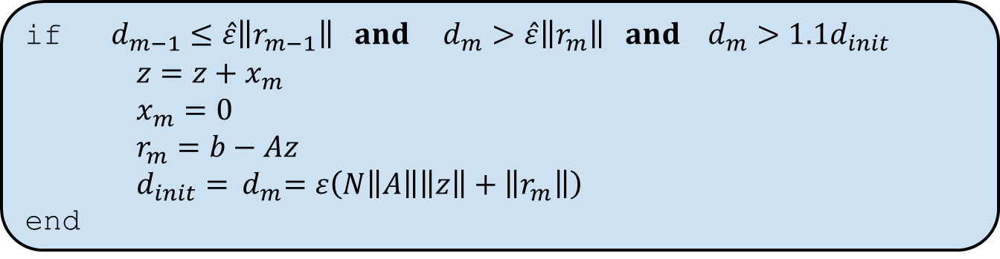 if d_{m-1} ≤ ε̂‖r_{m-1}‖ and d_m > ε̂‖r_m‖ and d_m > 1.1d_{init}
z = z + x_m
x_m = 0
r_m = b − Az
d_{init} = d_m = ε(N‖A‖‖z‖ + ‖r_m‖)
end